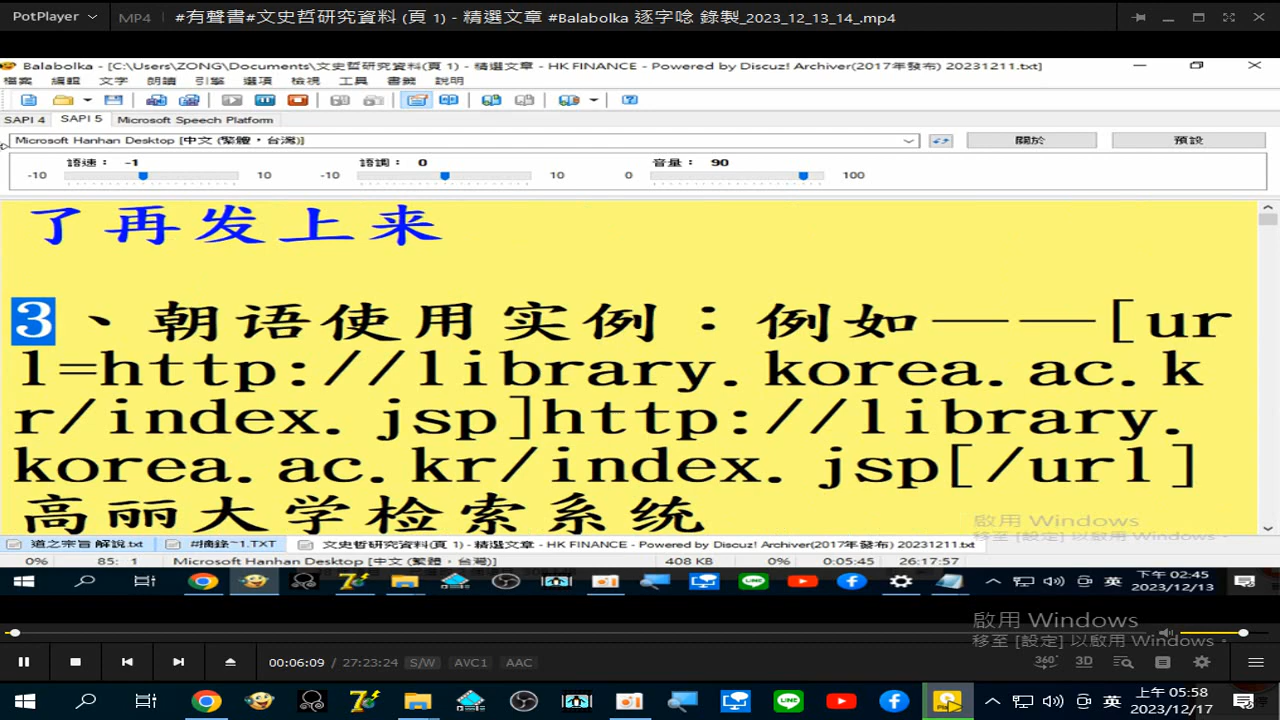 PotPlayer MP4 #有聲書#文史哲研究資料 (頁 1) - 精選文章 #Balabolka 逐字唸 錄製_2023_12_13_14_.mp4
Balabolka - [C:\Users\ZONG\Documents\文史哲研究資料(頁 1) - 精選文章 - HK FINANCE - Powered by Discuz! Archiver(2017年發布) 20231211.txt]
檔案 編輯 文字 朗讀 引擎 選項 檢視 工具 書籤 說明
SAPI 4 SAPI 5 Microsoft Speech Platform
Microsoft Hanhan Desktop [中文 (繁體，台灣)] 關於 預設
語速： -1 語調： 0 音量： 90
-10 10 -10 10 0 100
了再发上来
3、朝语使用实例：例如——[ur
l=http://library.korea.ac.k
r/index.jsp]http://library.
korea.ac.kr/index.jsp[/url]
高丽大学检索系统
啟用 Windows
移至 [設定] 以啟用 Windows。
道之宗旨 解說.txt #摘錄~1.TXT 文史哲研究資料(頁 1) - 精選文章 - HK FINANCE - Powered by Discuz! Archiver(2017年發布) 20231211.txt
0% 85: 1 Microsoft Hanhan Desktop [中文 (繁體，台灣)] 408 KB 0% 0:05:45 26:17:57
英 下午 02:45
2023/12/13
啟用 Windows
移至 [設定] 以啟用 Windows。
00:06:09 / 27:23:24 S/W AVC1 AAC 360° 3D
英 上午 05:58
2023/12/17